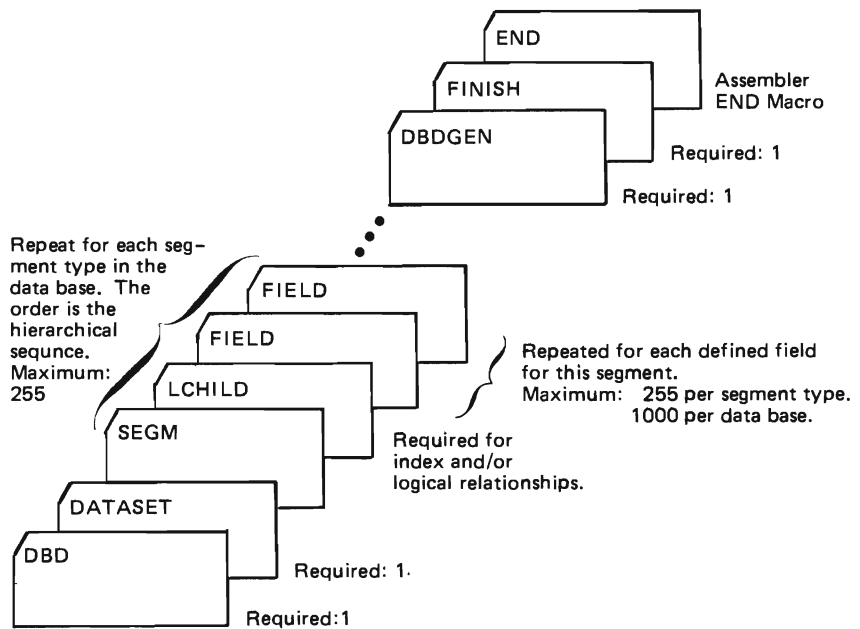 END
Assembler
END Macro
FINISH
DBDGEN
Required: 1
Required: 1
Repeat for each seg-
ment type in the
data base. The
order is the
hierarchical
sequnce.
Maximum:
255
FIELD
FIELD
LCHILD
SEGM
Repeated for each defined field
for this segment.
Maximum: 255 per segment type.
1000 per data base.
Required for
index and/or
logical relationships.
DATASET
DBD
Required: 1.
Required:1